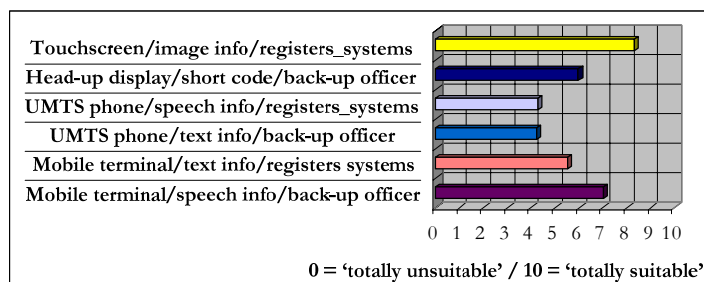 Touchscreen/image info/registers_systems
Head-up display/short code/back-up officer
UMTS phone/speech info/registers_systems
UMTS phone/text info/back-up officer
Mobile terminal/text info/registers systems
Mobile terminal/speech info/back-up officer
0 1 2 3 4 5 6 7 8 9 10
0 = ‘totally unsuitable’ / 10 = ‘totally suitable’